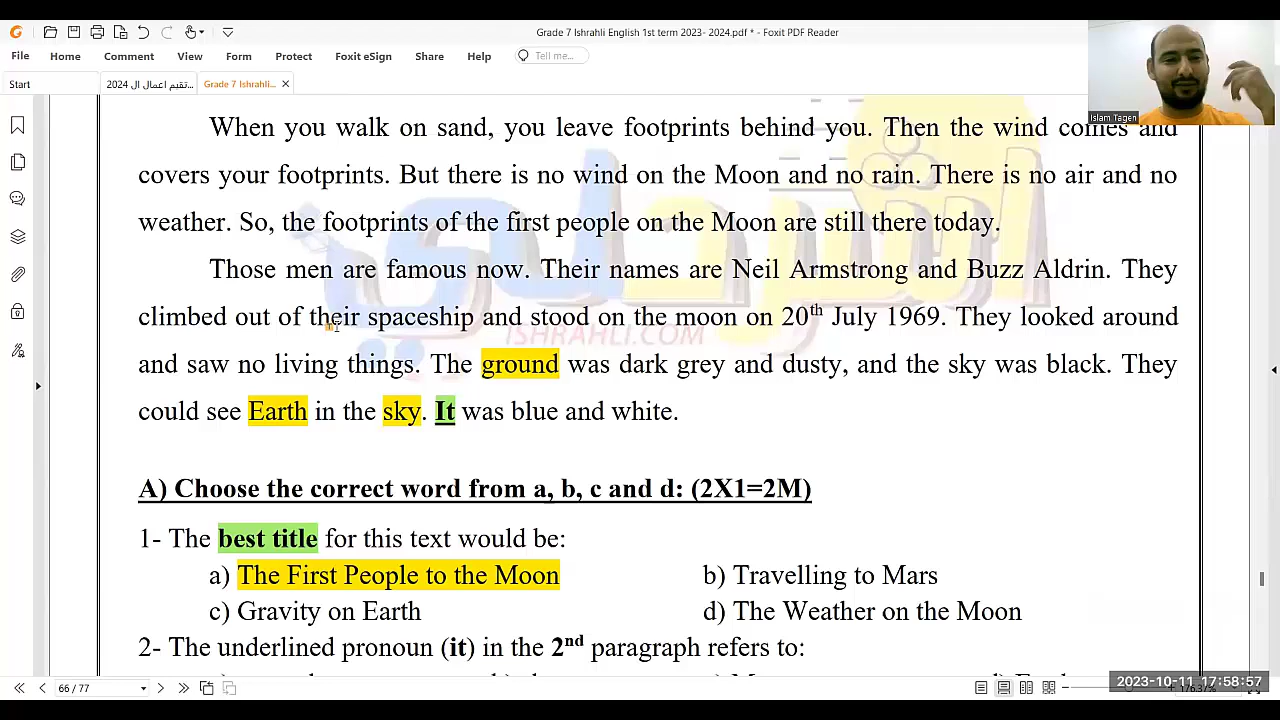 Grade 7 Ishrahli English 1st term 2023- 2024.pdf * - Foxit PDF Reader
File Home Comment View Form Protect Foxit eSign Share Help Tell me...
Start تقيم اعمال ال 2024... Grade 7 Ishrahli Engli...
Islam Tagen
When you walk on sand, you leave footprints behind you. Then the wind comes and
covers your footprints. But there is no wind on the Moon and no rain. There is no air and no
weather. So, the footprints of the first people on the Moon are still there today.
Those men are famous now. Their names are Neil Armstrong and Buzz Aldrin. They
climbed out of their spaceship and stood on the moon on 20th July 1969. They looked around
ISHRAHLI.COM
and saw no living things. The ground was dark grey and dusty, and the sky was black. They
could see Earth in the sky. It was blue and white.
A) Choose the correct word from a, b, c and d: (2X1=2M)
1- The best title for this text would be:
a) The First People to the Moon b) Travelling to Mars
c) Gravity on Earth d) The Weather on the Moon
2- The underlined pronoun (it) in the 2nd paragraph refers to:
66 / 77
2023-10-11 17:58:57